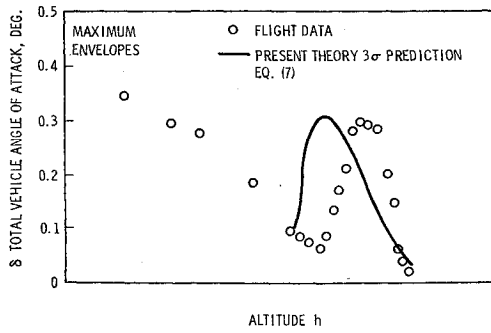 δ TOTAL VEHICLE ANGLE OF ATTACK, DEG.
0.5
0.4
0.3
0.2
0.1
0
MAXIMUM
ENVELOPES
FLIGHT DATA
PRESENT THEORY 3σ PREDICTION
EQ. (7)
ALTITUDE h